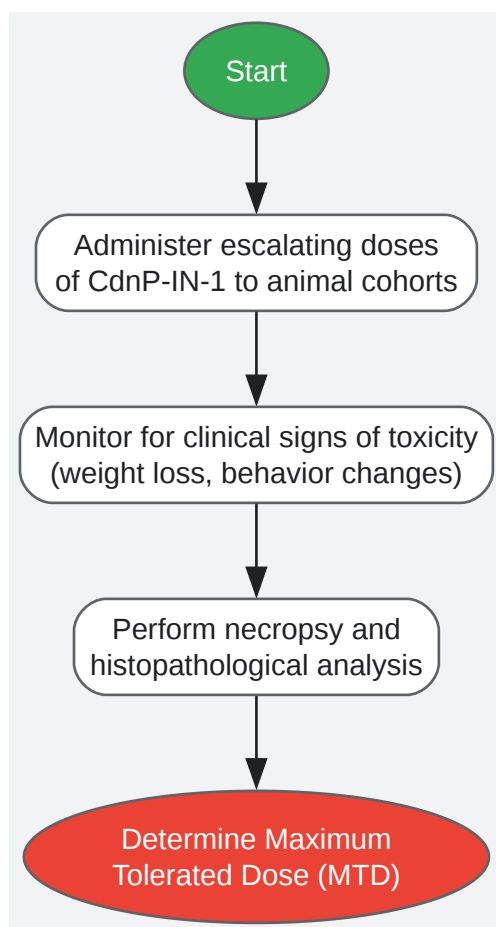 Start
Administer escalating doses
of CdnP-IN-1 to animal cohorts
Monitor for clinical signs of toxicity
(weight loss, behavior changes)
Perform necropsy and
histopathological analysis
Determine Maximum
Tolerated Dose (MTD)